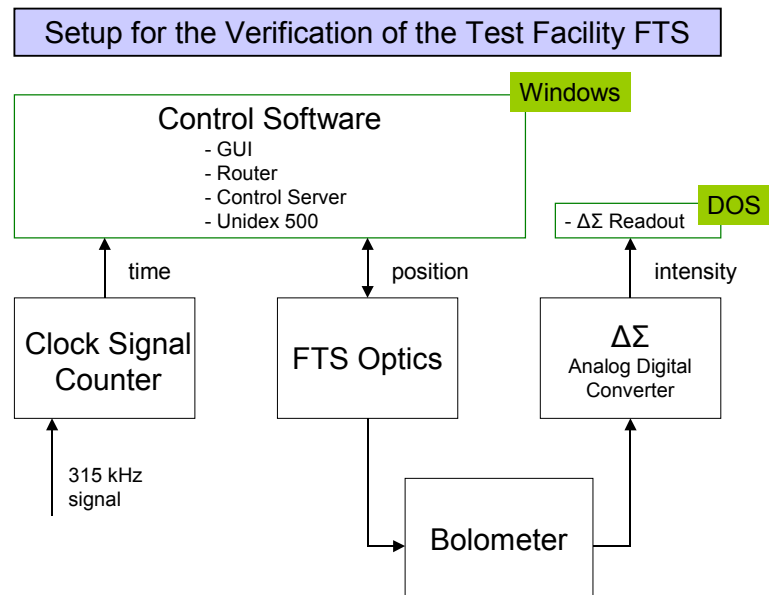 Setup for the Verification of the Test Facility FTS
Windows
Control Software
- GUI
- Router
- Control Server
- Unidex 500
DOS
- ΔΣ Readout
time
position
intensity
Clock Signal
Counter
FTS Optics
ΔΣ
Analog Digital
Converter
315 kHz
signal
Bolometer